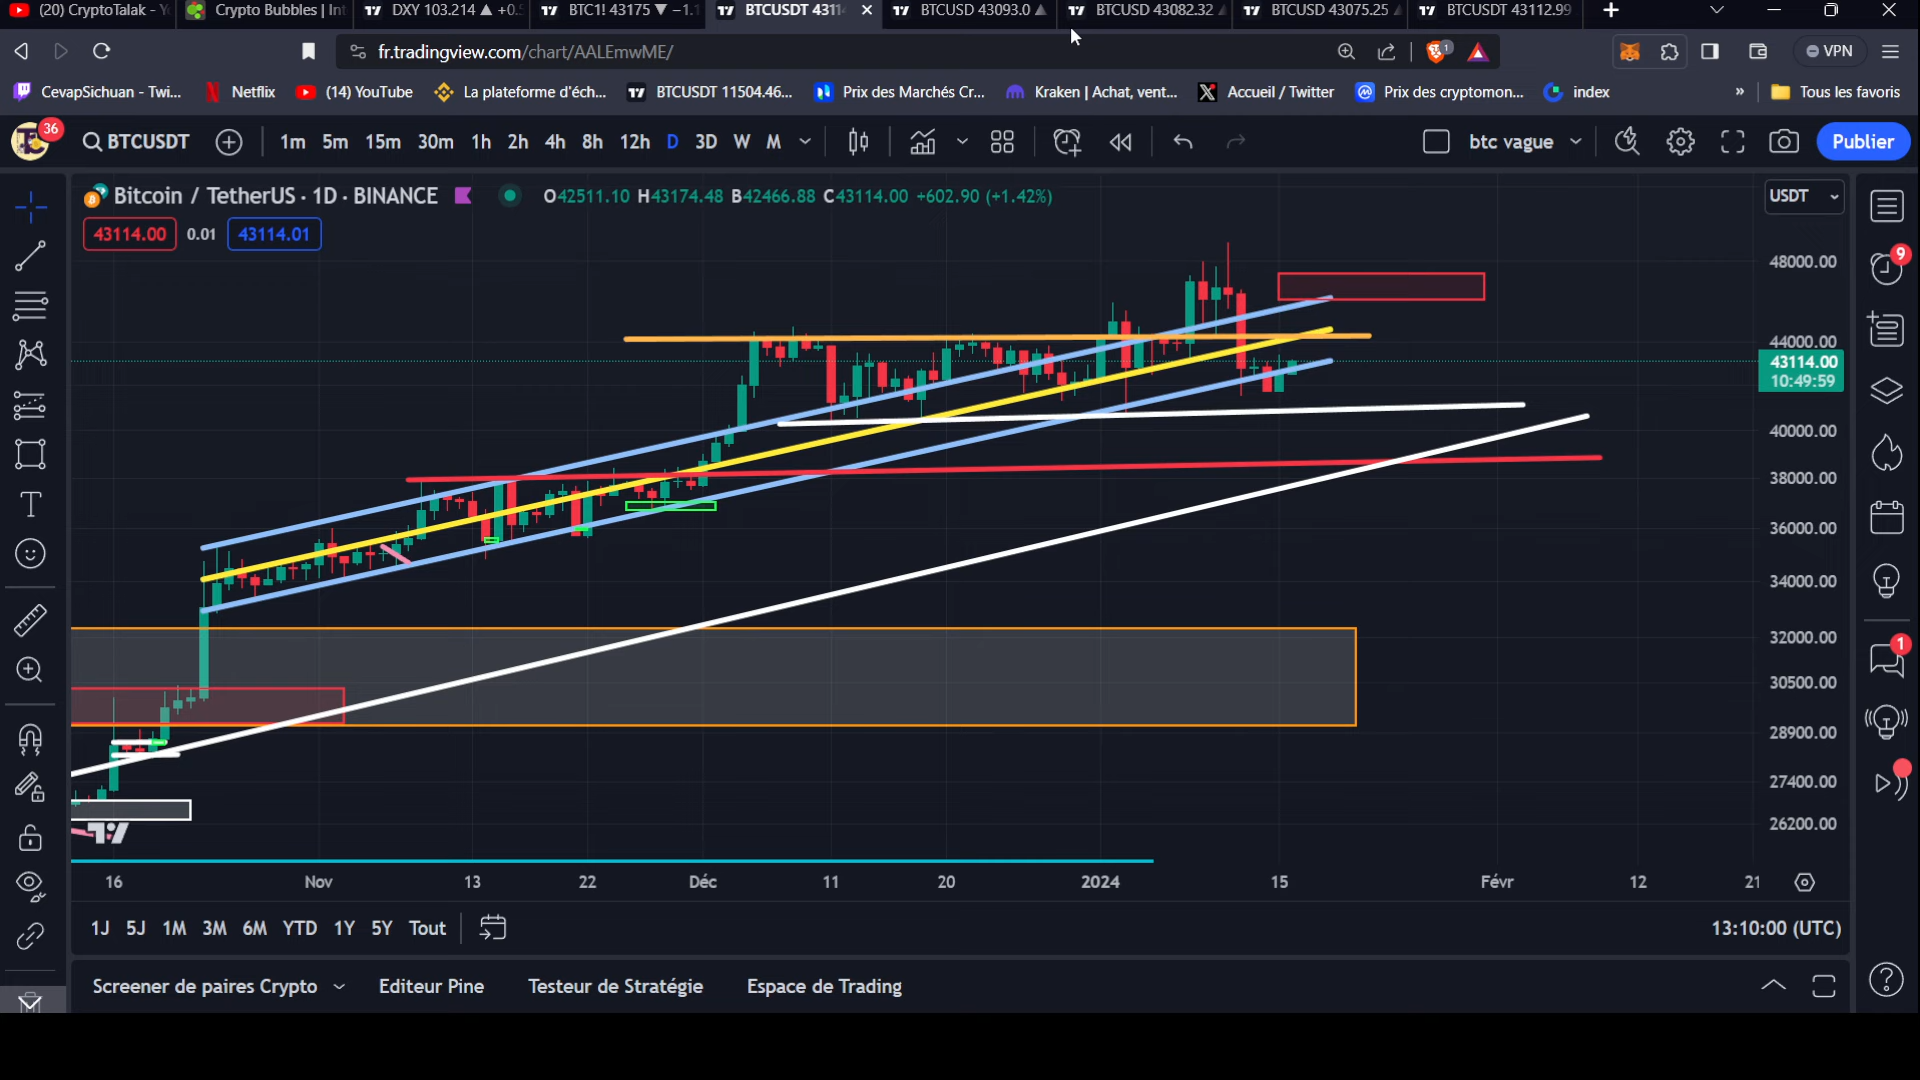 (20) CryptoTalak - Yo
Crypto Bubbles | Int
DXY 103.214 ▲ +0.
BTC1! 43175 ▼ −1.1
BTCUSDT 4311
BTCUSD 43093.0 ▲
BTCUSD 43082.32
BTCUSD 43075.25
BTCUSDT 43112.99
fr.tradingview.com/chart/AALEmwME/
1
VPN
CevapSichuan - Twi...
Netflix
(14) YouTube
La plateforme d'éch...
BTCUSDT 11504.46...
Prix des Marchés Cr...
Kraken | Achat, vent...
Accueil / Twitter
Prix des cryptomon...
index
»
Tous les favoris
36
BTCUSDT
1m 5m 15m 30m 1h 2h 4h 8h 12h D 3D W M
btc vague
Publier
Bitcoin / TetherUS · 1D · BINANCE
O42511.10 H43174.48 B42466.88 C43114.00 +602.90 (+1.42%)
USDT
43114.00 0.01 43114.01
9
48000.00
44000.00
43114.00
10:49:59
40000.00
38000.00
36000.00
34000.00
32000.00
1
30500.00
28900.00
27400.00
26200.00
16 Nov 13 22 Déc 11 20 2024 15 Févr 12 21
1J 5J 1M 3M 6M YTD 1Y 5Y Tout
13:10:00 (UTC)
Screener de paires Crypto
Editeur Pine
Testeur de Stratégie
Espace de Trading